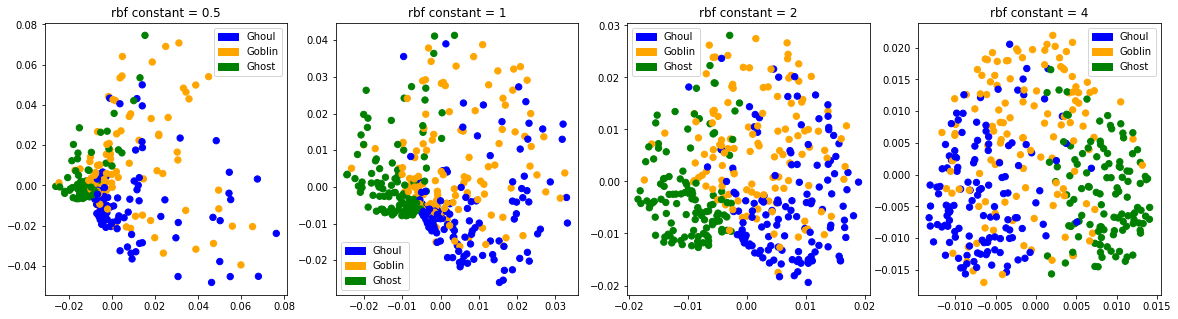 rbf constant = 0.5
Ghoul
Goblin
Ghost
0.08
0.06
0.04
0.02
0.00
−0.02
−0.04
−0.02 0.00 0.02 0.04 0.06 0.08
rbf constant = 1
0.04
0.03
0.02
0.01
0.00
−0.01
−0.02
Ghoul
Goblin
Ghost
−0.02 −0.01 0.00 0.01 0.02 0.03
rbf constant = 2
Ghoul
Goblin
Ghost
0.03
0.02
0.01
0.00
−0.01
−0.02
−0.02 −0.01 0.00 0.01 0.02
rbf constant = 4
Ghoul
Goblin
Ghost
0.020
0.015
0.010
0.005
0.000
−0.005
−0.010
−0.015
−0.010 −0.005 0.000 0.005 0.010 0.015